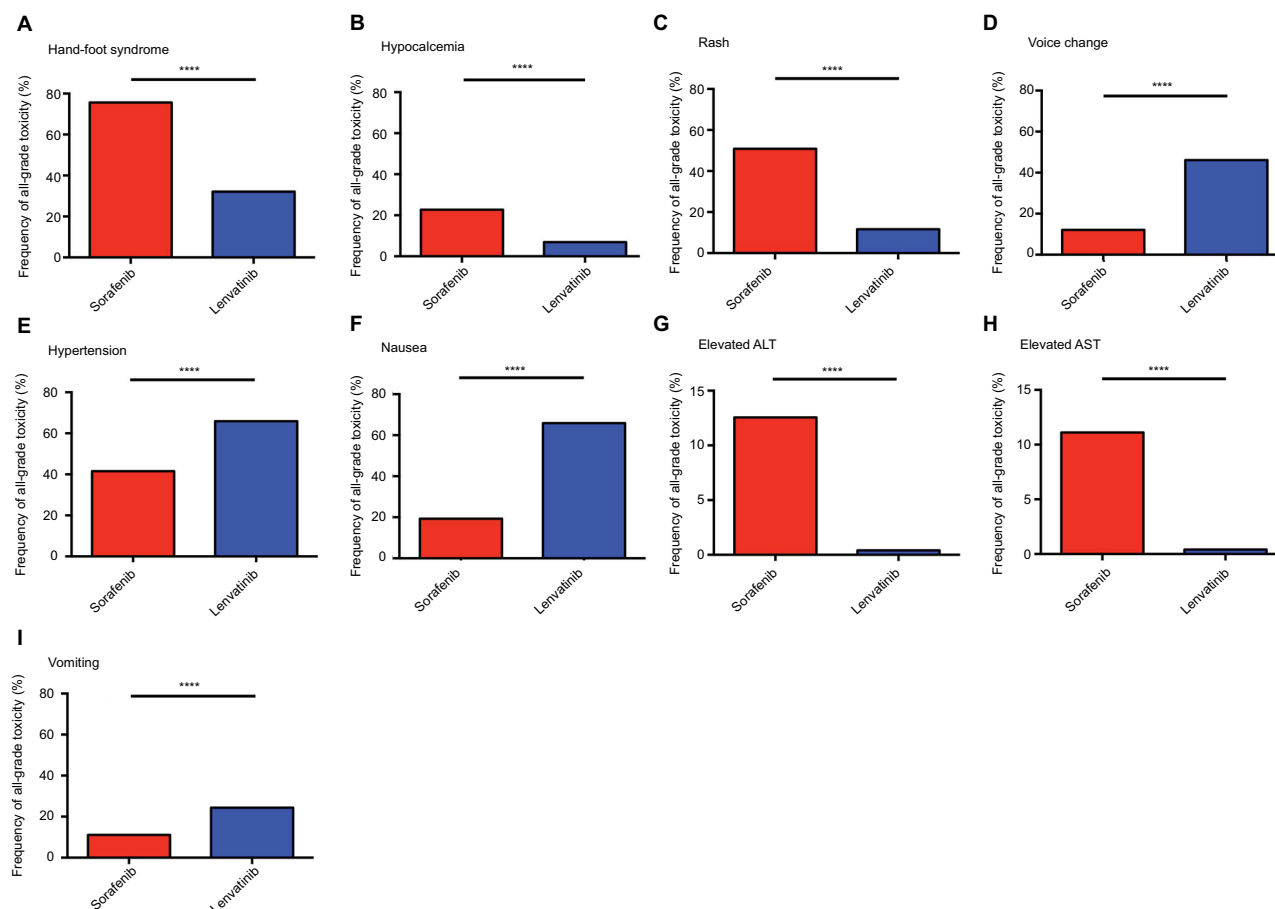 A
Hand-foot syndrome
****
Frequency of all-grade toxicity (%)
80
60
40
20
0
Sorafenib
Lenvatinib
B
Hypocalcemia
****
Frequency of all-grade toxicity (%)
80
60
40
20
0
Sorafenib
Lenvatinib
C
Rash
****
Frequency of all-grade toxicity (%)
80
60
40
20
0
Sorafenib
Lenvatinib
D
Voice change
****
Frequency of all-grade toxicity (%)
80
60
40
20
0
Sorafenib
Lenvatinib
E
Hypertension
****
Frequency of all-grade toxicity (%)
80
60
40
20
0
Sorafenib
Lenvatinib
F
Nausea
****
Frequency of all-grade toxicity (%)
80
60
40
20
0
Sorafenib
Lenvatinib
G
Elevated ALT
****
Frequency of all-grade toxicity (%)
15
10
5
0
Sorafenib
Lenvatinib
H
Elevated AST
****
Frequency of all-grade toxicity (%)
15
10
5
0
Sorafenib
Lenvatinib
I
Vomiting
****
Frequency of all-grade toxicity (%)
80
60
40
20
0
Sorafenib
Lenvatinib